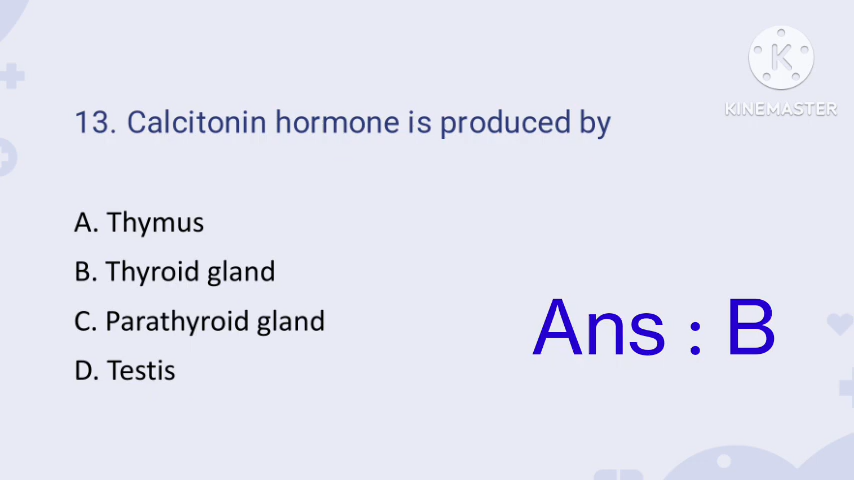 KINEMASTER
13. Calcitonin hormone is produced by
A. Thymus
B. Thyroid gland
C. Parathyroid gland
D. Testis
Ans : B